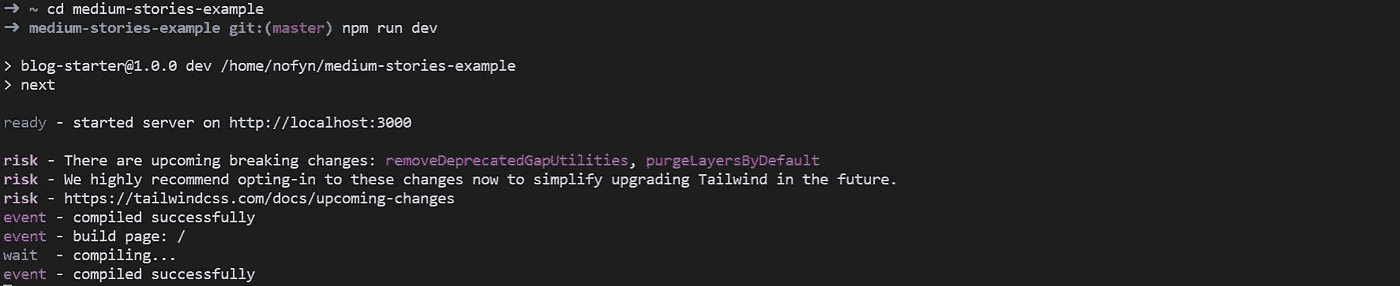 ➜ ~ cd medium-stories-example
➜ medium-stories-example git:(master) npm run dev
> blog-starter@1.0.0 dev /home/nofyn/medium-stories-example
> next
ready - started server on http://localhost:3000
risk - There are upcoming breaking changes: removeDeprecatedGapUtilities, purgeLayersByDefault
risk - We highly recommend opting-in to these changes now to simplify upgrading Tailwind in the future.
risk - https://tailwindcss.com/docs/upcoming-changes
event - compiled successfully
event - build page: /
wait  - compiling...
event - compiled successfully